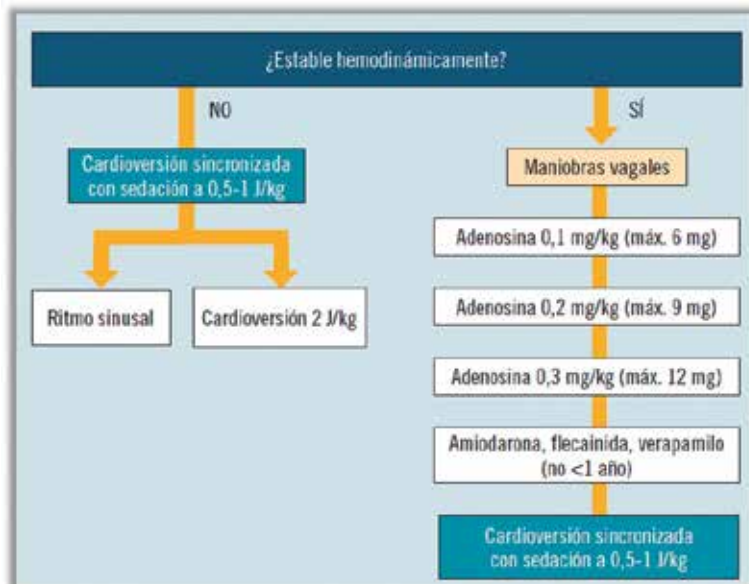 ¿Estable hemodinámicamente?
NO
SÍ
Cardioversión sincronizada
con sedación a 0,5-1 J/kg
Maniobras vagales
Adenosina 0,1 mg/kg (máx. 6 mg)
Ritmo sinusal
Cardioversión 2 J/kg
Adenosina 0,2 mg/kg (máx. 9 mg)
Adenosina 0,3 mg/kg (máx. 12 mg)
Amiodarona, flecainida, verapamilo
(no <1 año)
Cardioversión sincronizada
con sedación a 0,5-1 J/kg